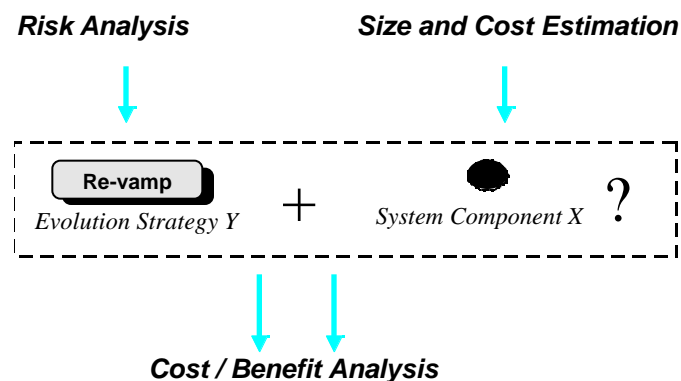 Risk Analysis
Size and Cost Estimation
Re-vamp
Evolution Strategy Y
+
System Component X
?
Cost / Benefit Analysis